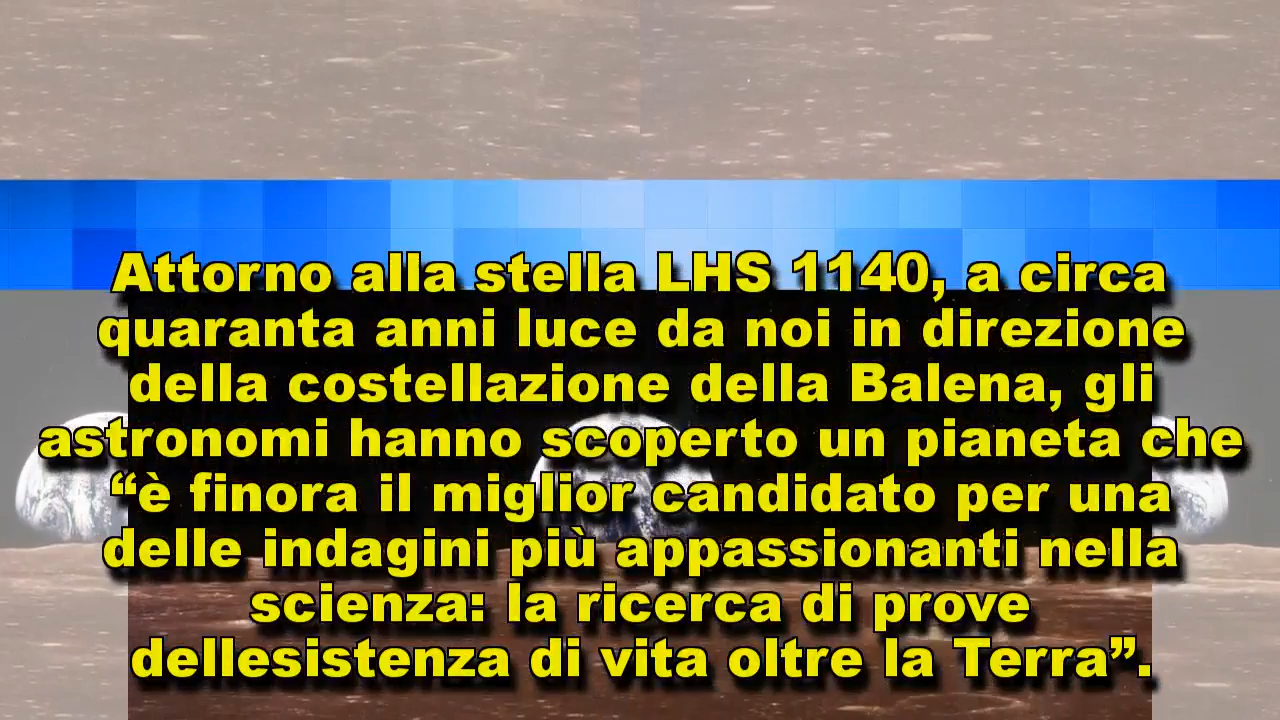 Attorno alla stella LHS 1140, a circa
quaranta anni luce da noi in direzione
della costellazione della Balena, gli
astronomi hanno scoperto un pianeta che
“è finora il miglior candidato per una
delle indagini più appassionanti nella
scienza: la ricerca di prove
dellesistenza di vita oltre la Terra”.